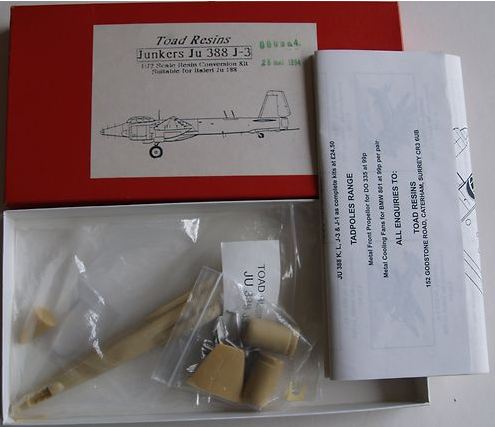 Toad Resins
Junkers Ju 388 J-3
1/72 Scale Resin Conversion Kit
Suitable for Italeri Ju 188
JU 388 K, L, J-3 & J-1 as complete kits at £24.50
TADPOLES RANGE
Metal Front Propellor for DO 335 at 99p
Metal Cooling Fans for BMW 801 at 99p per pair
ALL ENQUIRIES TO:
TOAD RESINS
152 GODSTONE ROAD, CATERHAM, SURREY CR3 6UB
TOAD
JU